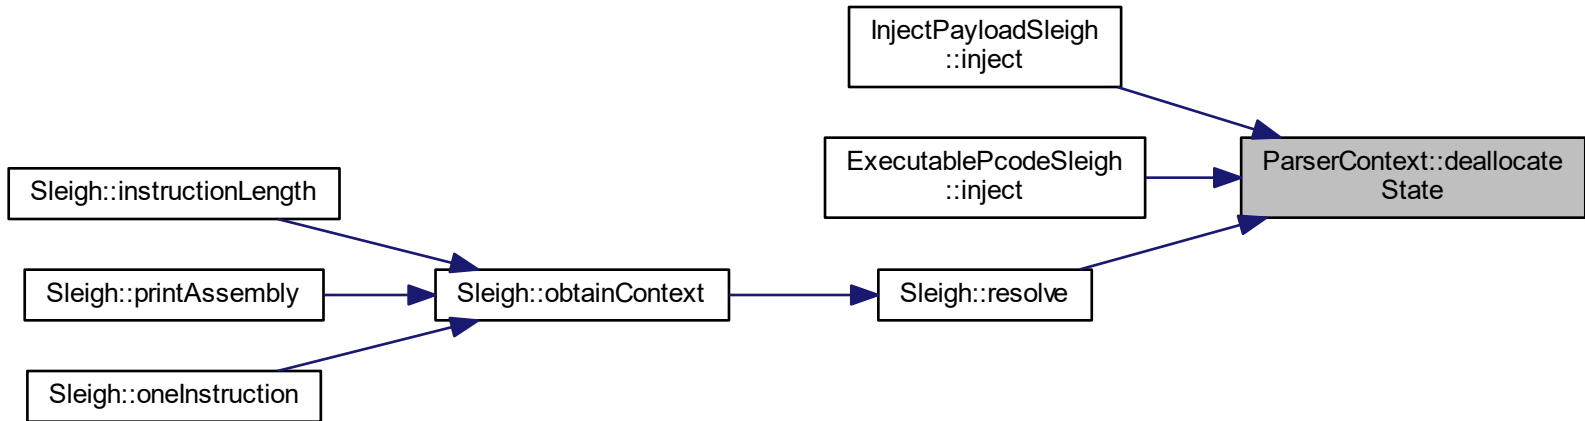 InjectPayloadSleigh
::inject
ExecutablePcodeSleigh
::inject
ParserContext::deallocate
State
Sleigh::instructionLength
Sleigh::printAssembly
Sleigh::obtainContext
Sleigh::resolve
Sleigh::oneInstruction